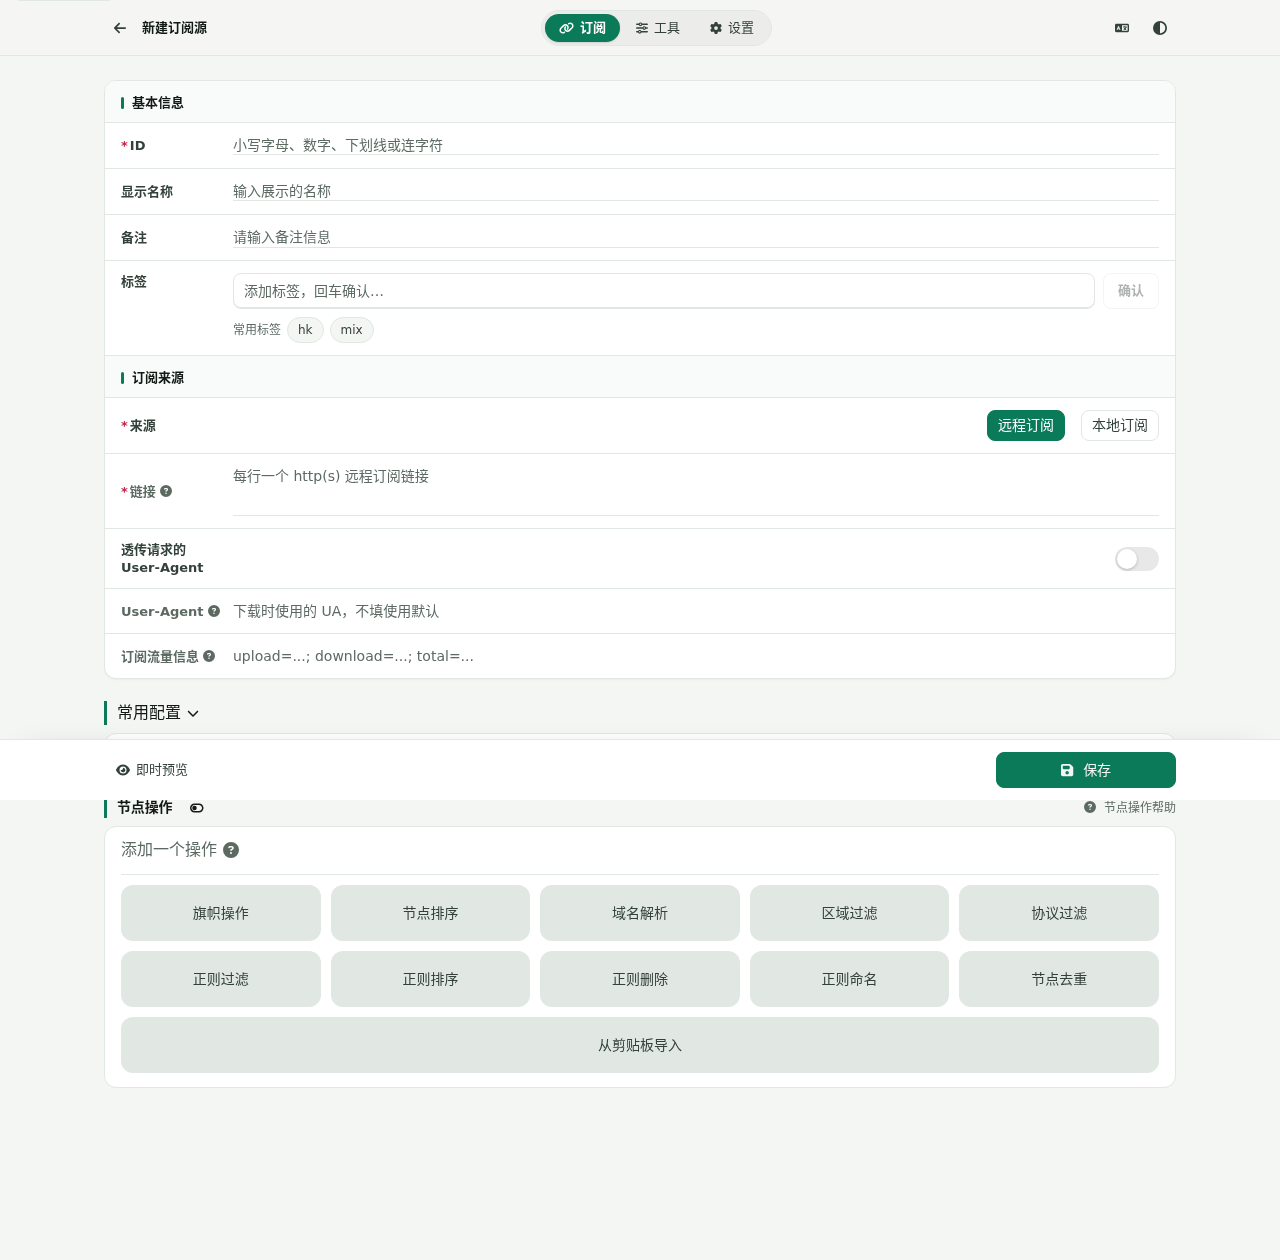 新建订阅源
订阅 工具 设置
基本信息
*ID 小写字母、数字、下划线或连字符
显示名称 输入展示的名称
备注 请输入备注信息
标签 添加标签，回车确认... 确认
常用标签 hk mix
订阅来源
*来源 远程订阅 本地订阅
*链接 每行一个 http(s) 远程订阅链接
透传请求的
User-Agent
User-Agent 下载时使用的 UA，不填使用默认
订阅流量信息 upload=...; download=...; total=...
常用配置
即时预览 保存
节点操作 节点操作帮助
添加一个操作
旗帜操作 节点排序 域名解析 区域过滤 协议过滤
正则过滤 正则排序 正则删除 正则命名 节点去重
从剪贴板导入